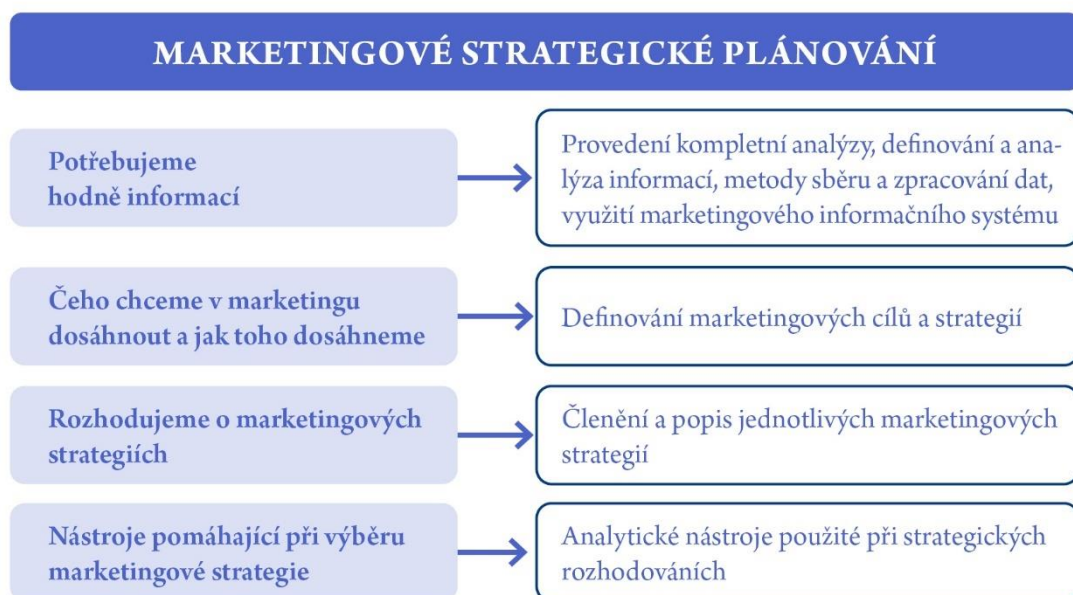 MARKETINGOVÉ STRATEGICKÉ PLÁNOVÁNÍ
Potřebujeme
hodně informací
Provedení kompletní analýzy, definování a ana-
lýza informací, metody sběru a zpracování dat,
využití marketingového informačního systému
Čeho chceme v marketingu
dosáhnout a jak toho dosáhneme
Definování marketingových cílů a strategií
Rozhodujeme o marketingových
strategiích
Členění a popis jednotlivých marketingových
strategií
Nástroje pomáhající při výběru
marketingové strategie
Analytické nástroje použité při strategických
rozhodováních